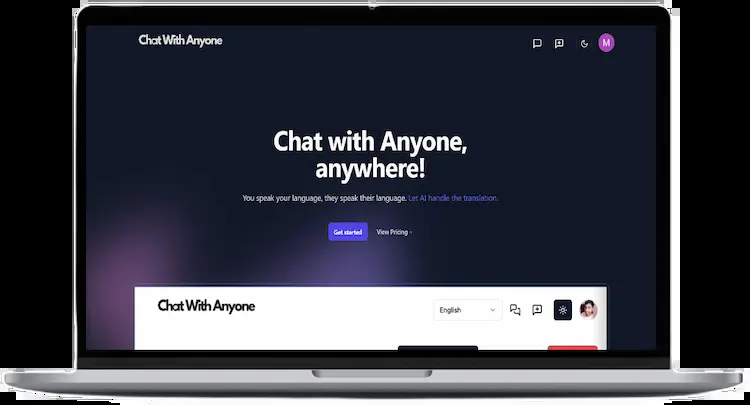 Chat With Anyone
M
Chat with Anyone,
anywhere!
You speak your language, they speak their language. Let AI handle the translation.
Get started
View Pricing
Chat With Anyone
English